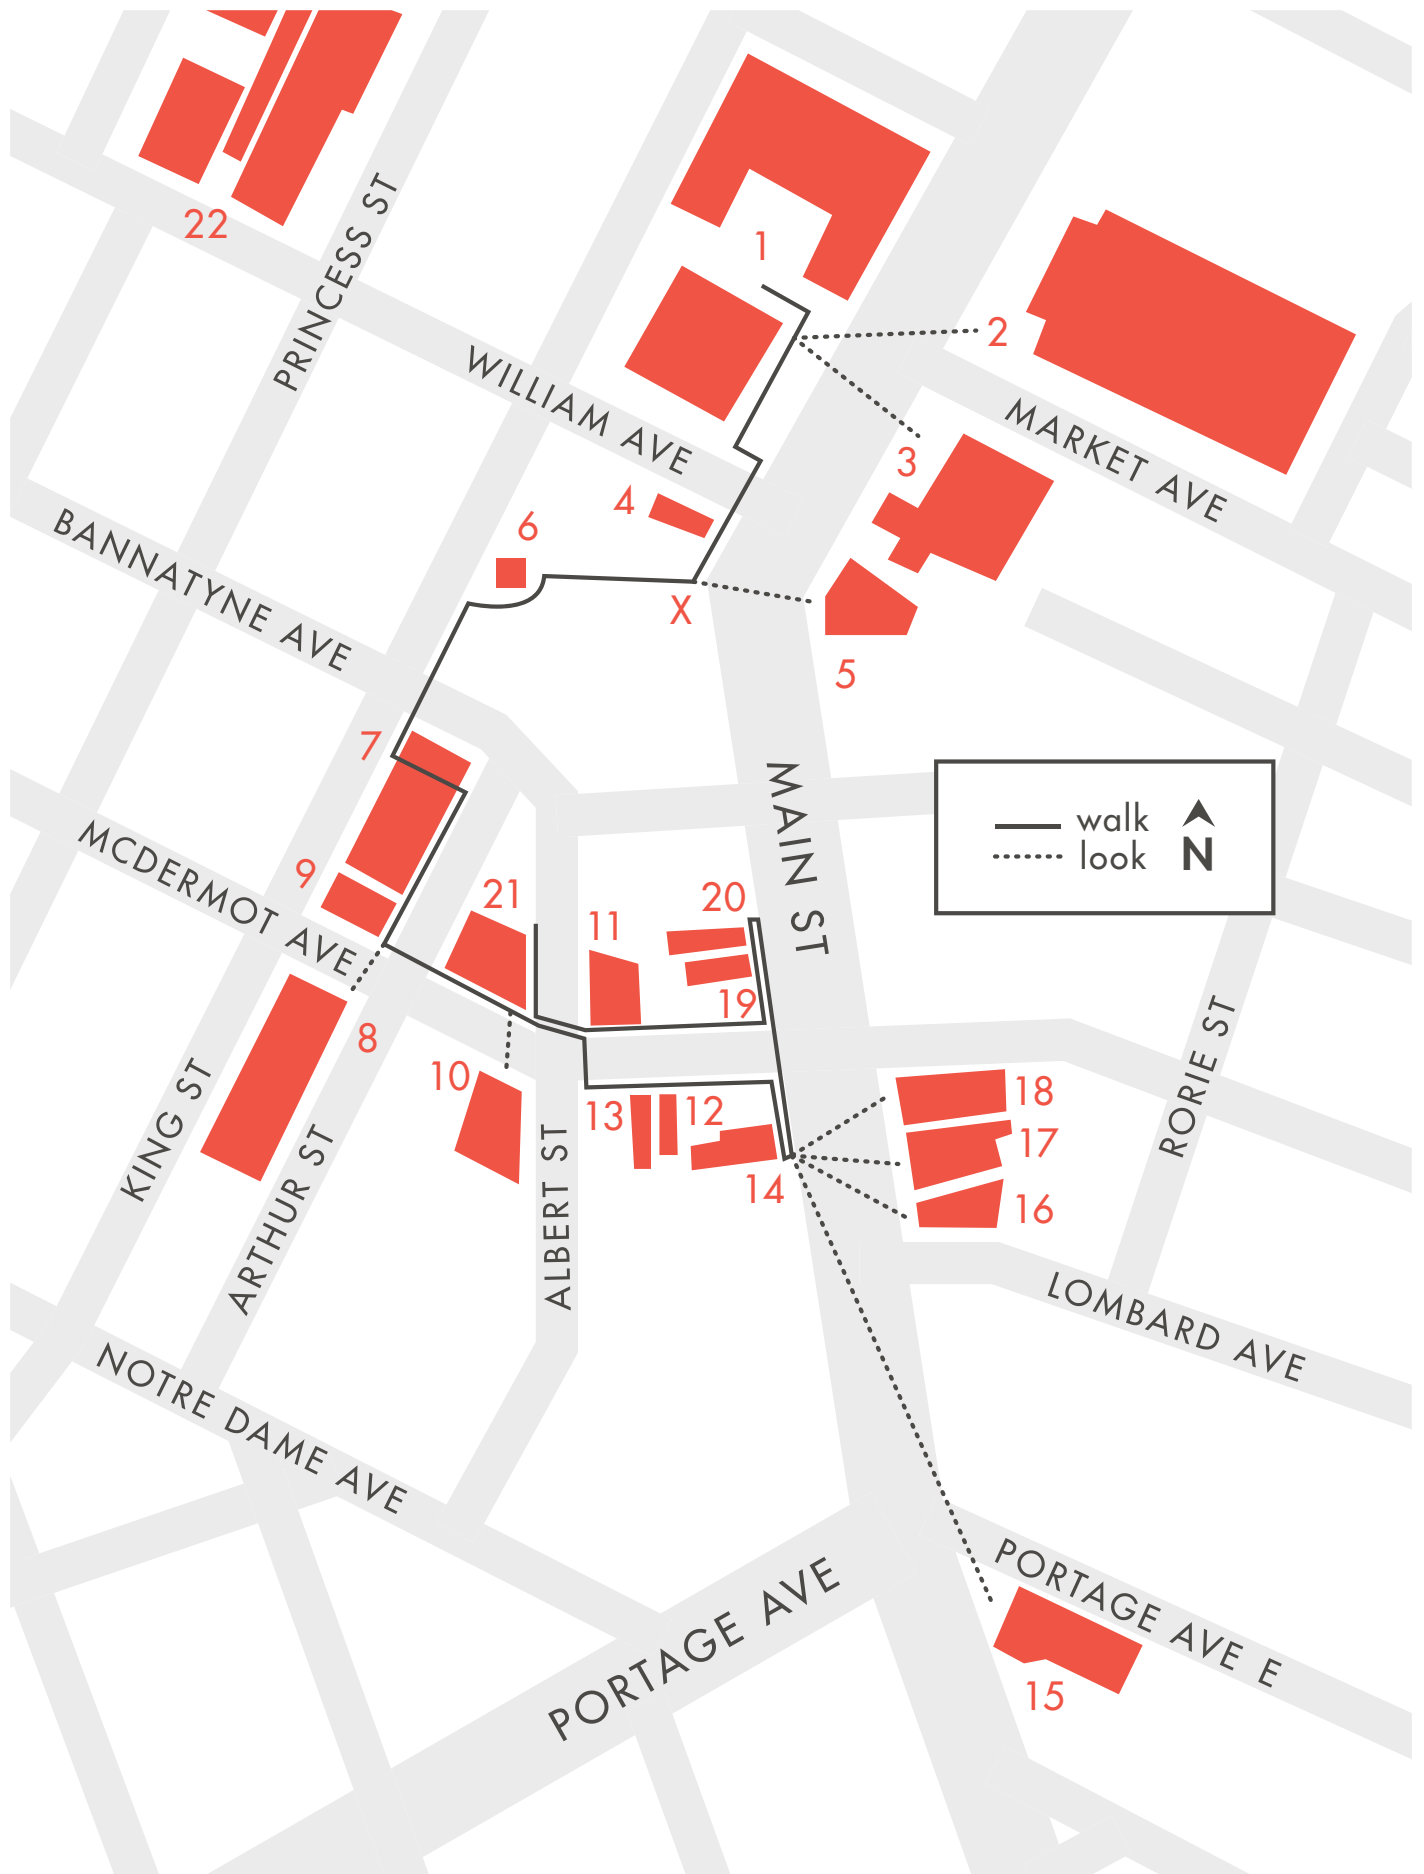 22
PRINCESS ST
1
2
WILLIAM AVE
MARKET AVE
3
4
6
BANNATYNE AVE
X
5
7
MAIN ST
walk
look
N
MCDERMOT AVE
9
21
20
11
19
8
RORIE ST
KING ST
10
13
12
18
17
ARTHUR ST
ALBERT ST
14
16
LOMBARD AVE
NOTRE DAME AVE
PORTAGE AVE
PORTAGE AVE E
15